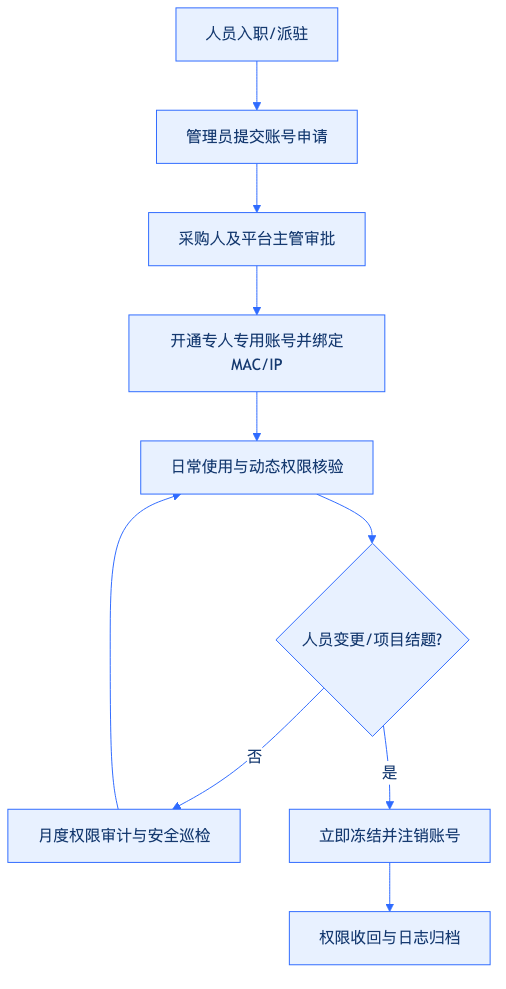 人员入职/派驻
管理员提交账号申请
采购人及平台主管审批
开通专人专用账号并绑定
MAC/IP
日常使用与动态权限核验
人员变更/项目结题?
否
是
月度权限审计与安全巡检
立即冻结并注销账号
权限收回与日志归档